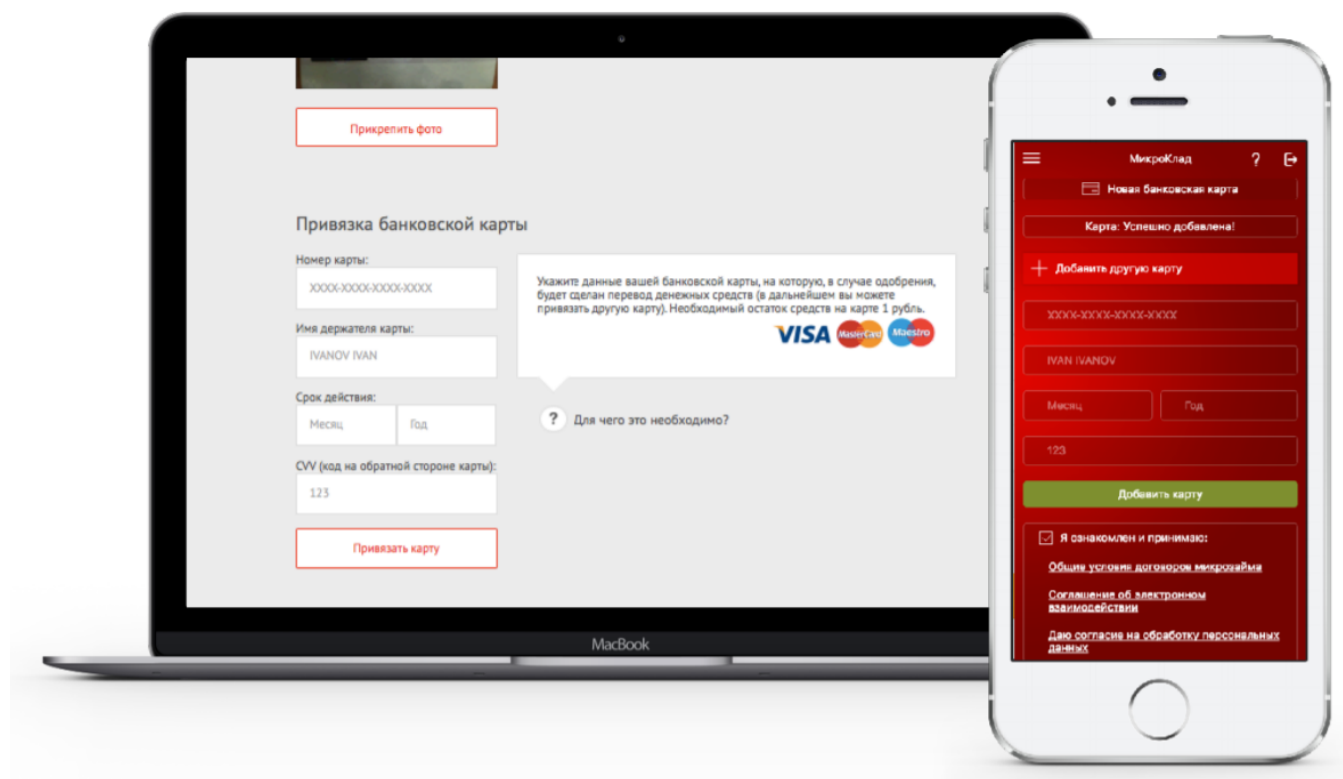 Прикрепить фото
Привязка банковской карты
Номер карты:
XXXX-XXXX-XXXX-XXXX
Имя держателя карты:
IVANOV IVAN
Срок действия:
Месяц
Год
CVV (код на обратной стороне карты):
123
Привязать карту
Укажите данные вашей банковской карты, на которую, в случае одобрения,
будет сделан перевод денежных средств (в дальнейшем вы можете
привязать другую карту). Необходимый остаток средств на карте 1 рубль.
VISA MasterCard Maestro
? Для чего это необходимо?
MacBook
МикроКлад ?
Новая банковская карта
Карта: Успешно добавлена!
Добавить другую карту
XXXX-XXXX-XXXX-XXXX
IVAN IVANOV
Месяц
Год
123
Добавить карту
Я ознакомлен и принимаю:
Общие условия договоров микрозайма
Соглашение об электронном
взаимодействии
Даю согласие на обработку персональных
данных